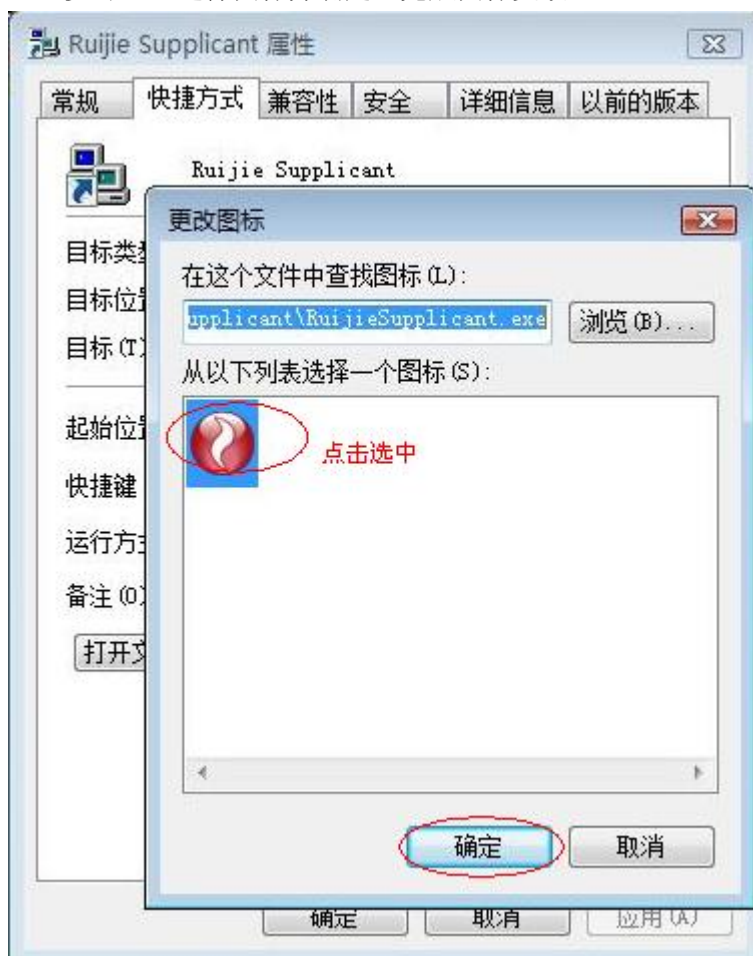 Ruijie Supplicant 属性
常规 快捷方式 兼容性 安全 详细信息 以前的版本
Ruijie Supplicant
更改图标
目标类
在这个文件中查找图标(L):
目标位
upplicant\RuijieSupplicant.exe 浏览(B)...
目标(T)
从以下列表选择一个图标(S):
起始位
点击选中
快捷键
运行方
备注(O)
打开文
确定 取消
确定 取消 应用(A)